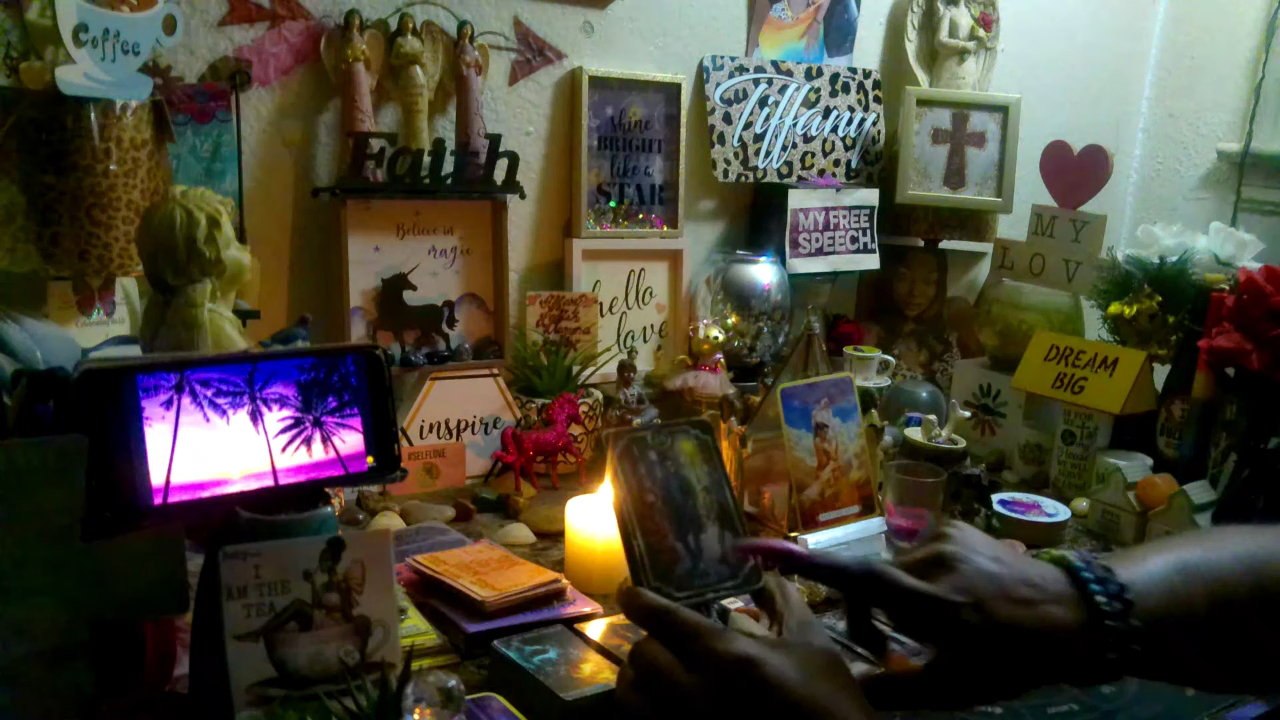 Coffee
Faith
Believe in
magic
Shine
BRIGHT
like a
STAR
Tiffany
MY FREE
SPEECH.
hello
love
MY
LOV
DREAM
BIG
inspire
#SELFLOVE
I
AM THE
TEA